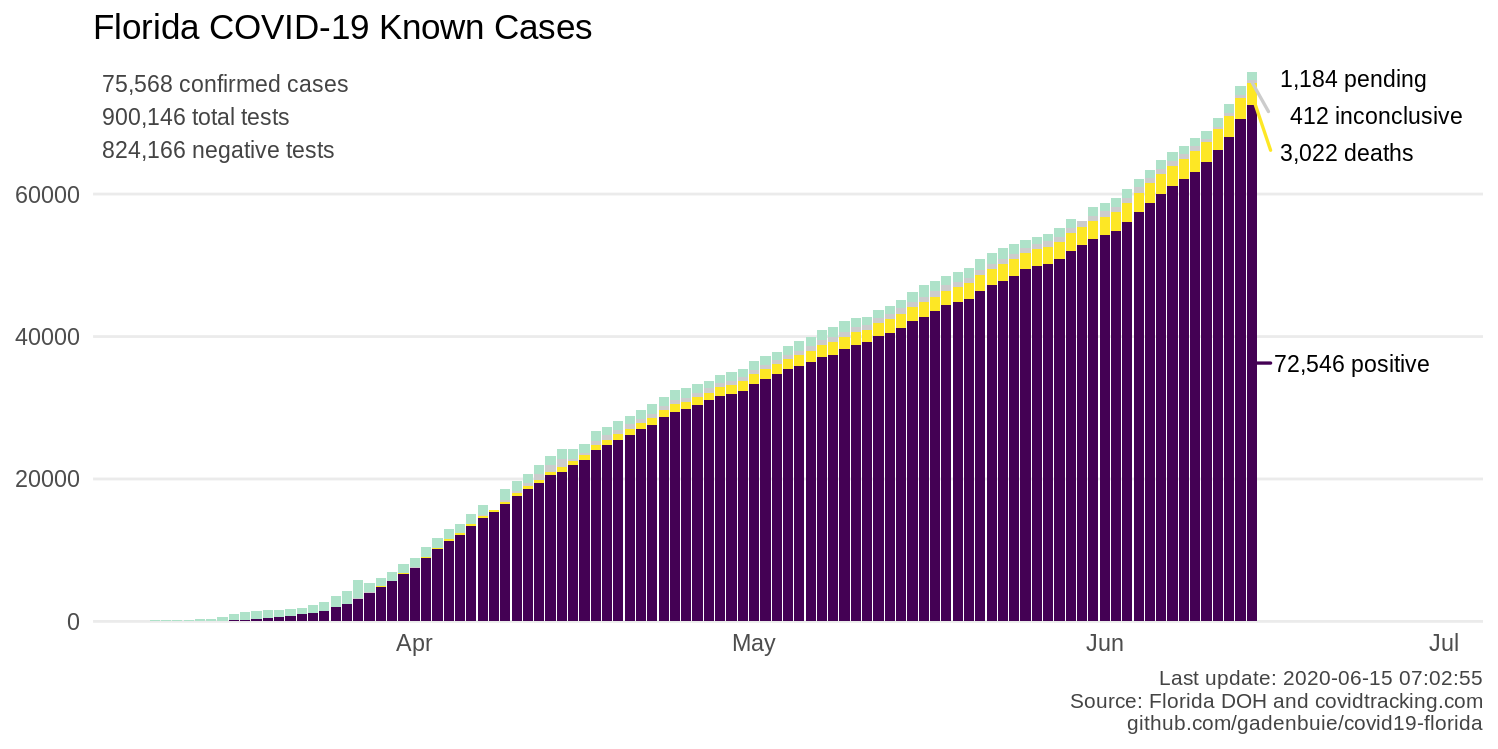 Florida COVID-19 Known Cases
75,568 confirmed cases
900,146 total tests
824,166 negative tests
1,184 pending
412 inconclusive
3,022 deaths
72,546 positive
60000
40000
20000
0
Apr
May
Jun
Jul
Last update: 2020-06-15 07:02:55
Source: Florida DOH and covidtracking.com
github.com/gadenbuie/covid19-florida